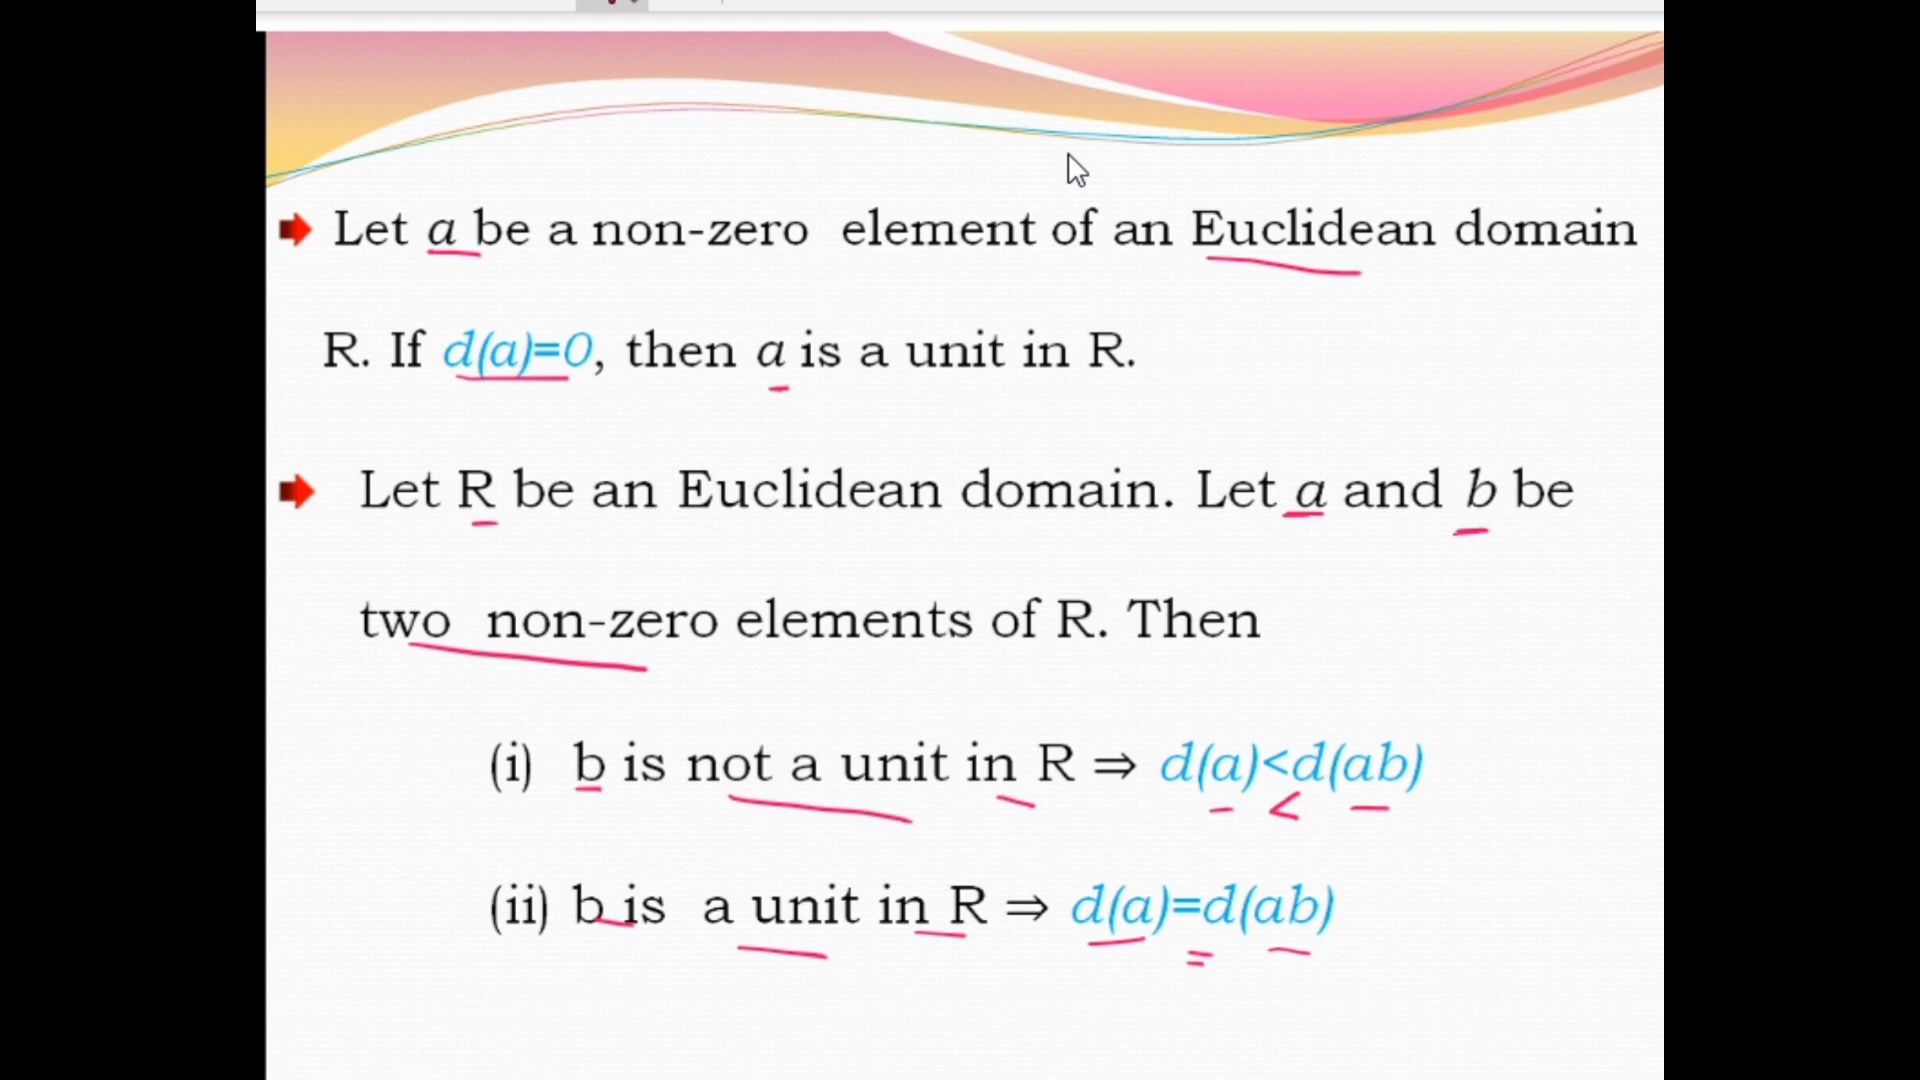 Let a be a non-zero element of an Euclidean domain
R. If d(a)=0, then a is a unit in R.
Let R be an Euclidean domain. Let a and b be
two non-zero elements of R. Then
(i) b is not a unit in R ⇒ d(a)<d(ab)
<
(ii) b is a unit in R ⇒ d(a)=d(ab)
=